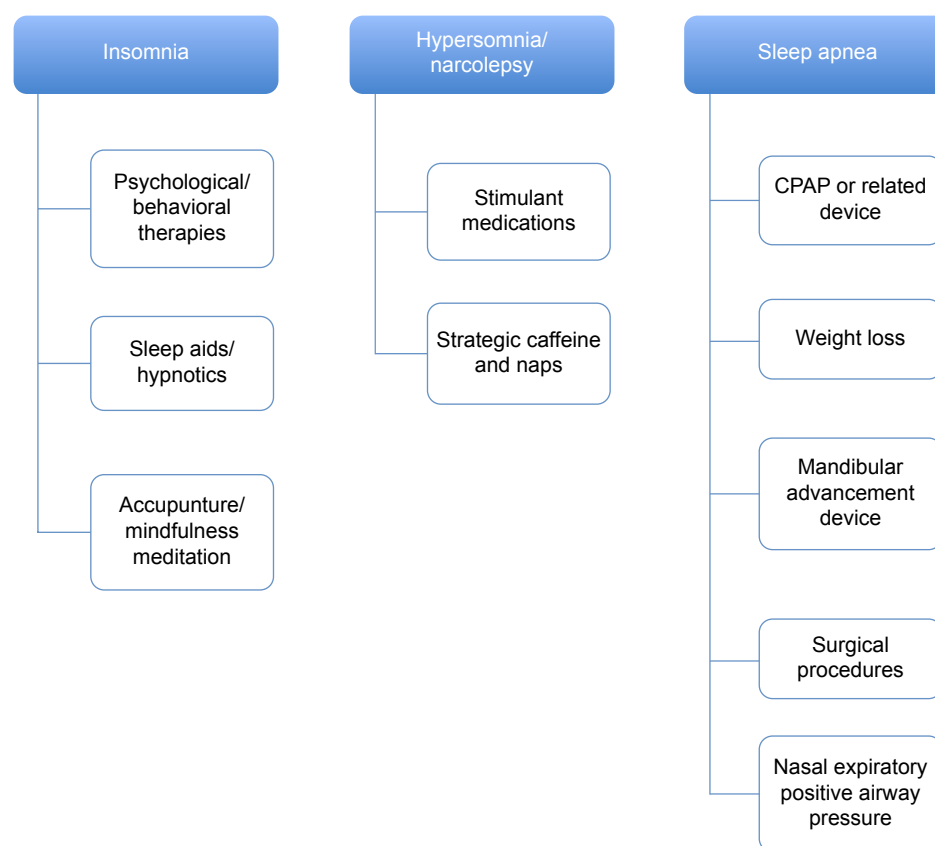 Insomnia
Psychological/
behavioral
therapies
Sleep aids/
hypnotics
Accupunture/
mindfulness
meditation
Hypersomnia/
narcolepsy
Stimulant
medications
Strategic caffeine
and naps
Sleep apnea
CPAP or related
device
Weight loss
Mandibular
advancement
device
Surgical
procedures
Nasal expiratory
positive airway
pressure